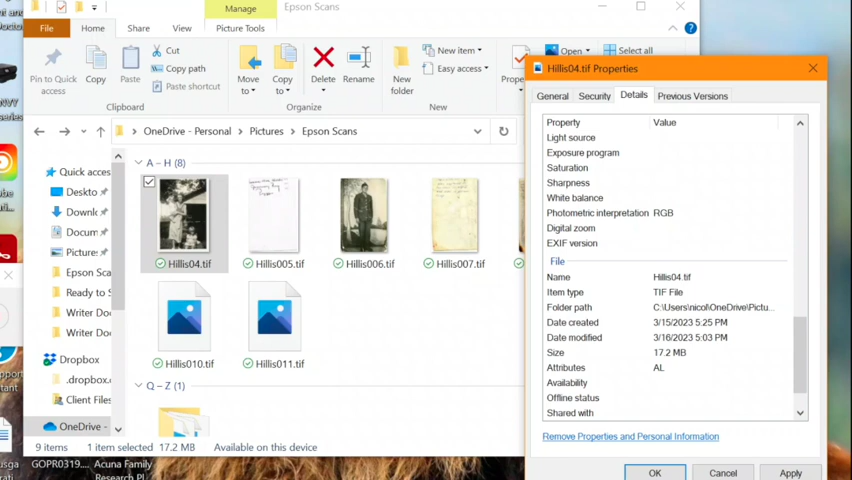 Manage
Epson Scans
File
Home
Share
View
Picture Tools
Pin to Quick access
Copy
Paste
Cut
Copy path
Paste shortcut
Clipboard
Move to
Copy to
Delete
Rename
Organize
New folder
New item
Easy access
New
Open
Select all
OneDrive - Personal > Pictures > Epson Scans
Quick access
Deskto
Downlo
Docum
Pictures
Epson Sca
Ready to S
Writer Doc
Writer Doc
Dropbox
.dropbox.c
Client Files
OneDrive -
A – H (8)
Hillis04.tif
Hillis005.tif
Hillis006.tif
Hillis007.tif
Hillis010.tif
Hillis011.tif
Q – Z (1)
9 items
1 item selected 17.2 MB
Available on this device
GOPR0319....
Acuna Family
Research Pl...
Hillis04.tif Properties
General
Security
Details
Previous Versions
Property Value
Light source
Exposure program
Saturation
Sharpness
White balance
Photometric interpretation RGB
Digital zoom
EXIF version
File
Name Hillis04.tif
Item type TIF File
Folder path C:\Users\nicol\OneDrive\Pictu...
Date created 3/15/2023 5:25 PM
Date modified 3/16/2023 5:03 PM
Size 17.2 MB
Attributes AL
Availability
Offline status
Shared with
Remove Properties and Personal Information
OK
Cancel
Apply